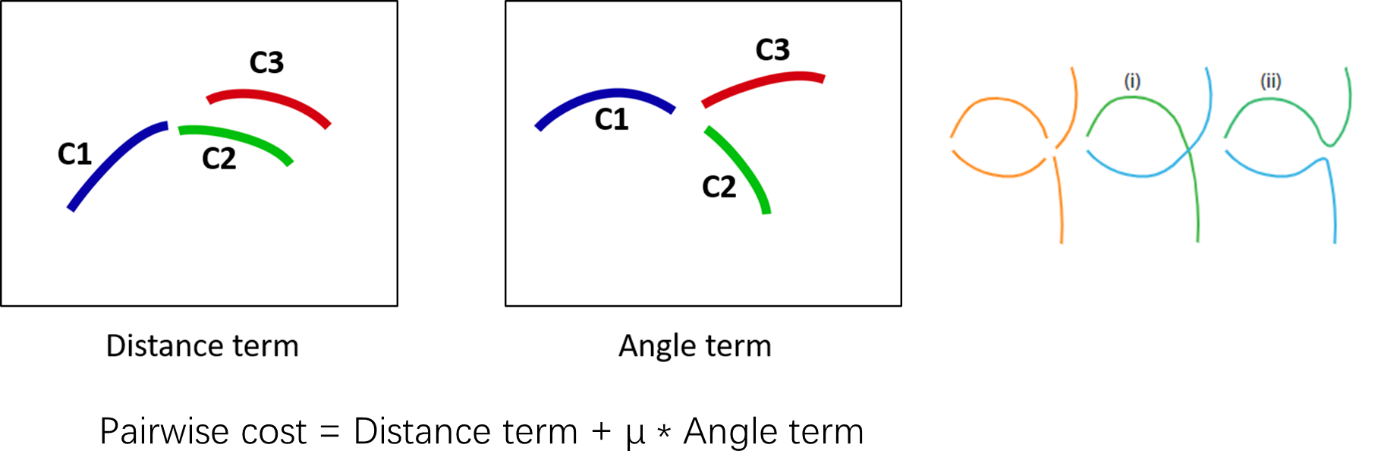 C1
C2
C3
Distance term
C1
C2
C3
Angle term
(i)
(ii)
Pairwise cost = Distance term + μ * Angle term